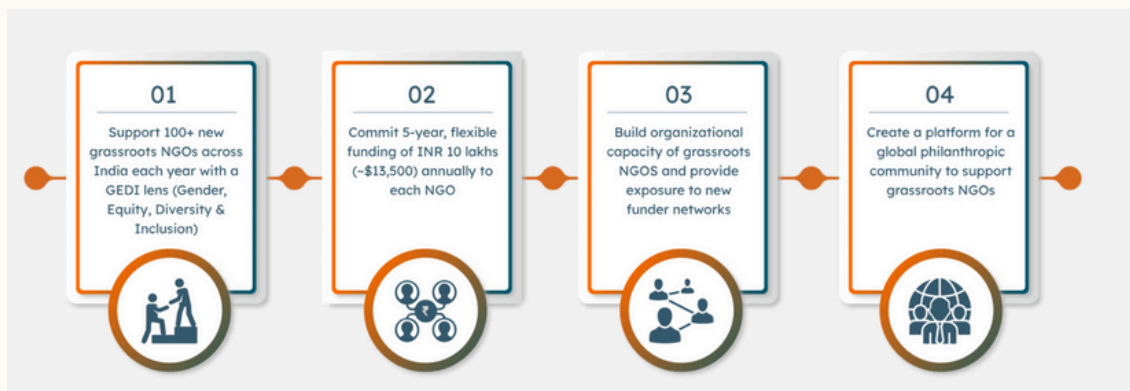 01
Support 100+ new
grassroots NGOs across
India each year with a
GEDI lens (Gender,
Equity, Diversity &
Inclusion)
02
Commit 5-year, flexible
funding of INR 10 lakhs
(~$13,500) annually to
each NGO
₹
03
Build organizational
capacity of grassroots
NGOS and provide
exposure to new
funder networks
04
Create a platform for a
global philanthropic
community to support
grassroots NGOs